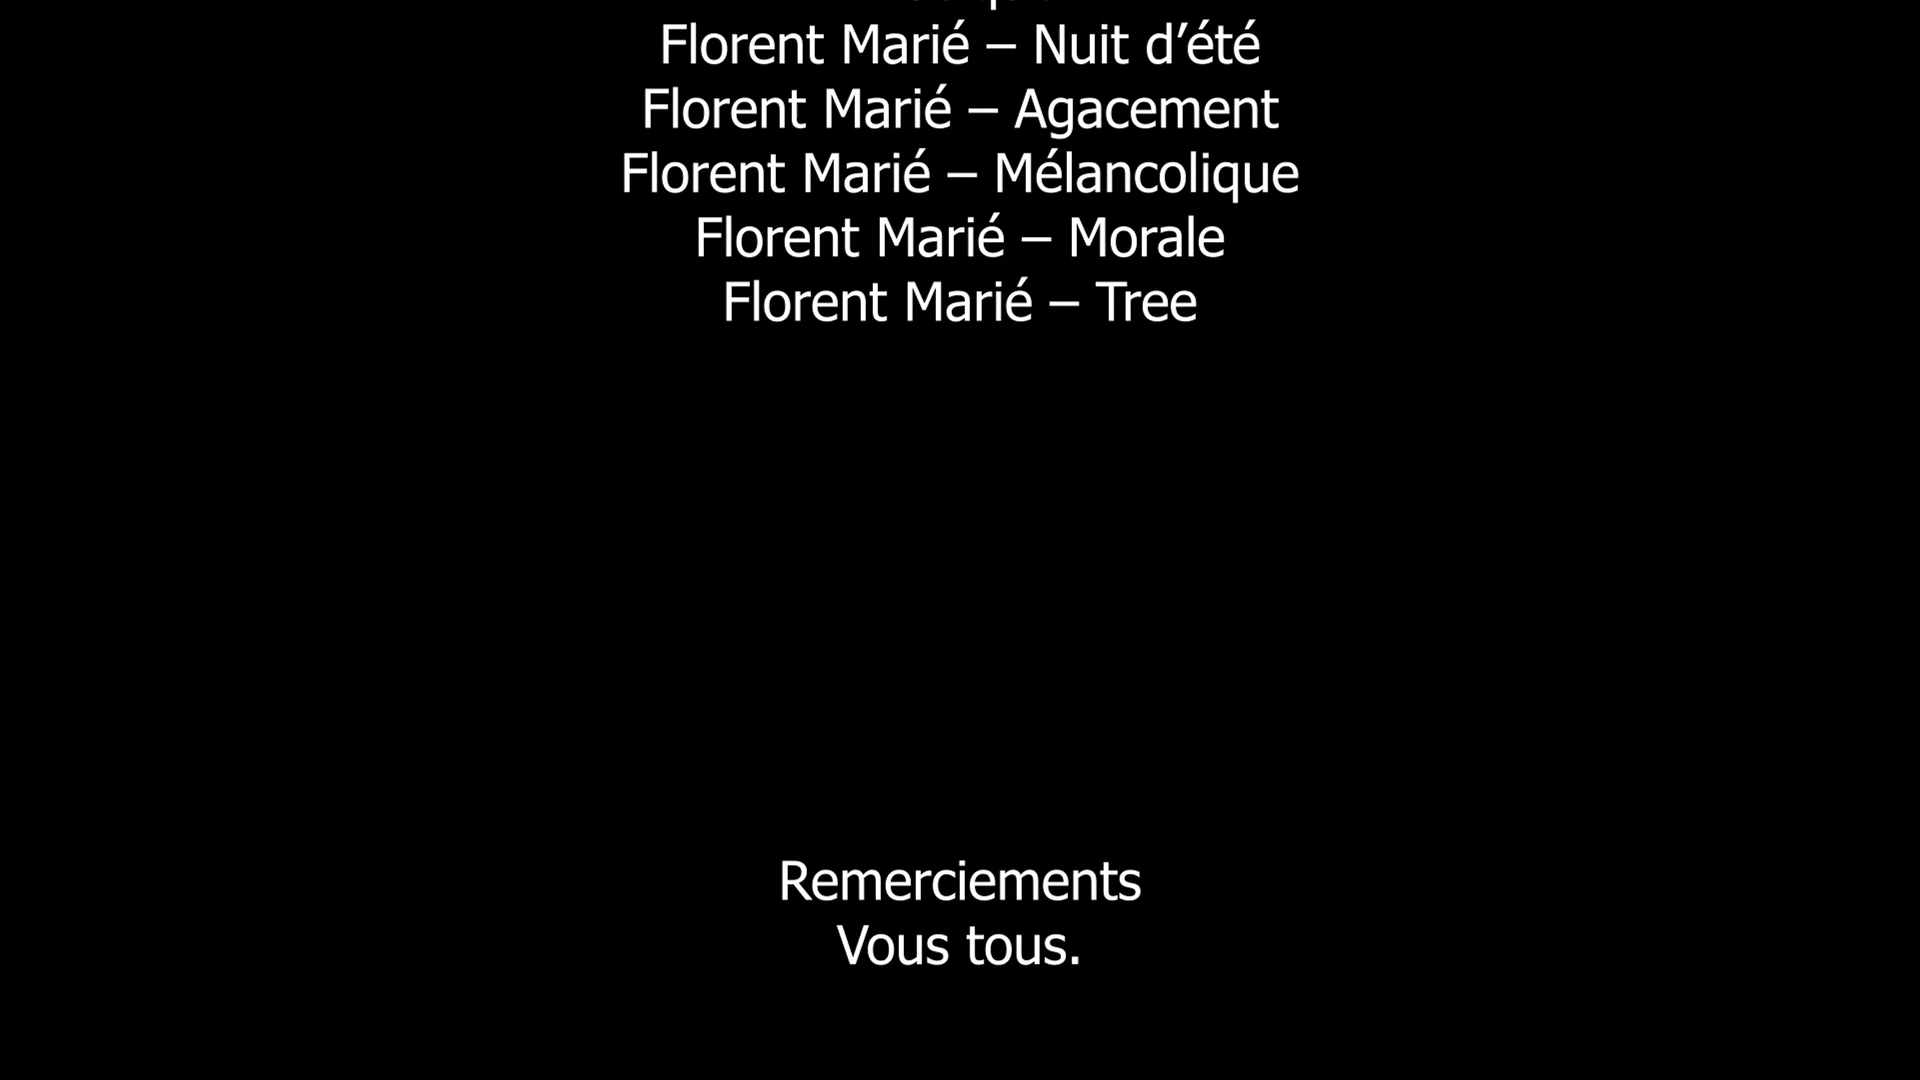 Florent Marié – Nuit d’été
Florent Marié – Agacement
Florent Marié – Mélancolique
Florent Marié – Morale
Florent Marié – Tree
Remerciements
Vous tous.